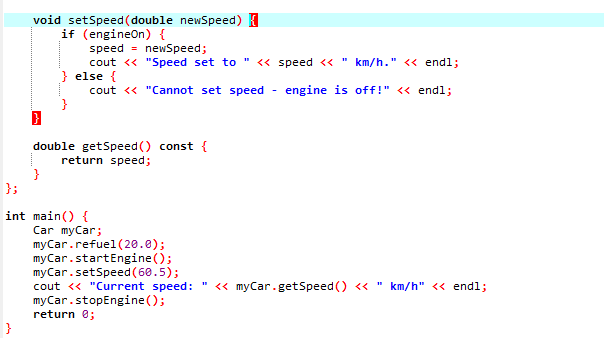 void setSpeed(double newSpeed) {
if (engineOn) {
speed = newSpeed;
cout << "Speed set to " << speed << " km/h." << endl;
} else {
cout << "Cannot set speed - engine is off!" << endl;
}
}
double getSpeed() const {
return speed;
}
};
int main() {
Car myCar;
myCar.refuel(20.0);
myCar.startEngine();
myCar.setSpeed(60.5);
cout << "Current speed: " << myCar.getSpeed() << " km/h" << endl;
myCar.stopEngine();
return 0;
}